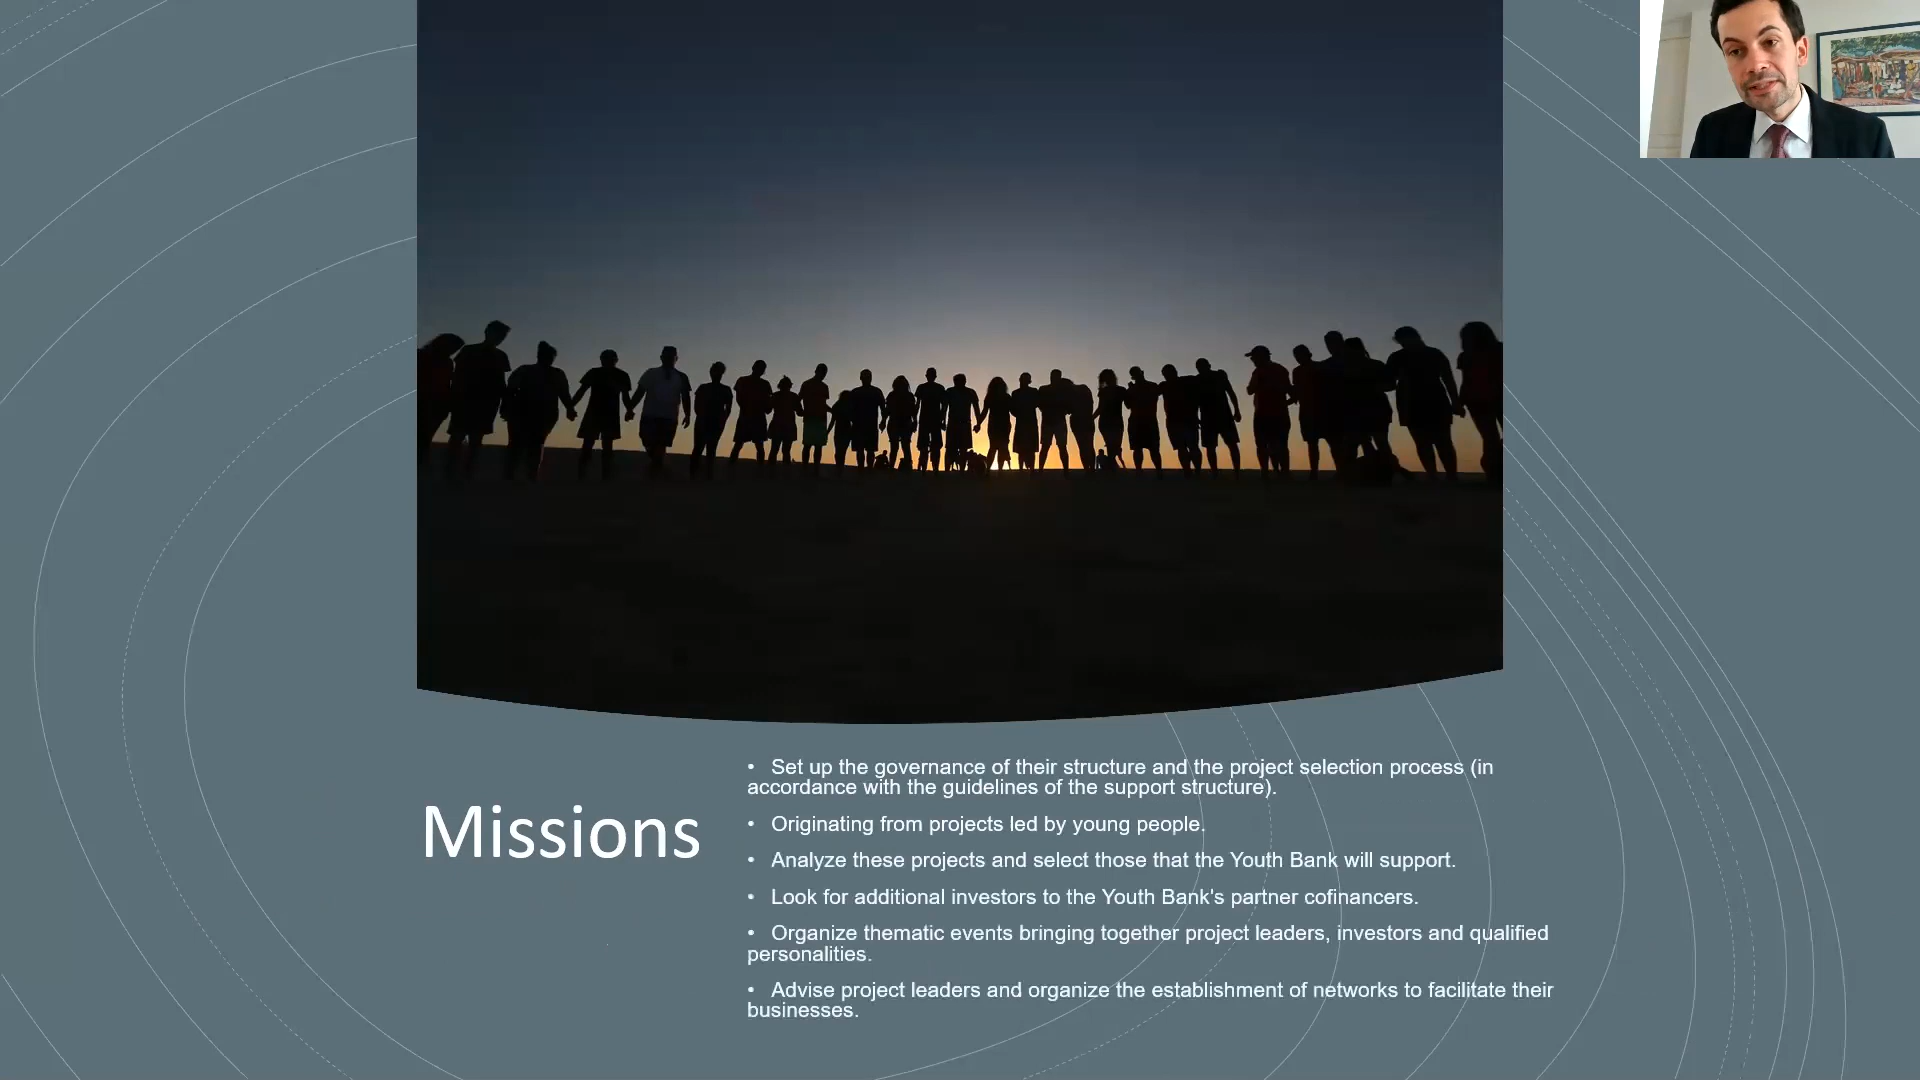 Missions
• Set up the governance of their structure and the project selection process (in
accordance with the guidelines of the support structure).
• Originating from projects led by young people.
• Analyze these projects and select those that the Youth Bank will support.
• Look for additional investors to the Youth Bank's partner cofinancers.
• Organize thematic events bringing together project leaders, investors and qualified
personalities.
• Advise project leaders and organize the establishment of networks to facilitate their
businesses.